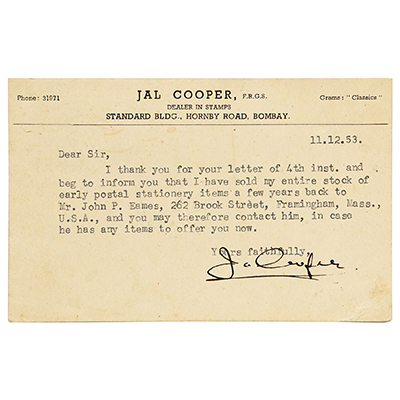 Phone: 31071
JAL COOPER, F.R.G.S.
Grams: "Classics"
DEALER IN STAMPS
STANDARD BLDG., HORNBY ROAD, BOMBAY.
11.12.53.
Dear Sir,
I thank you for your letter of 4th inst. and
beg to inform you that I have sold my entire stock of
early postal stationery items a few years back to
Mr. John P. Eames, 262 Brook Street, Framingham, Mass.,
U.S.A., and you may therefore contact him, in case
he has any items to offer you now.
Yours faithfully,
Jal Cooper.